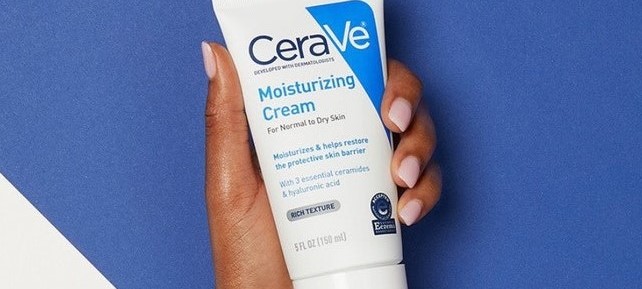 CeraVe®
DEVELOPED WITH DERMATOLOGISTS
Moisturizing
Cream
For Normal to Dry Skin
Moisturizes & helps restore
the protective skin barrier
With 3 essential ceramides
& hyaluronic acid
RICH TEXTURE
5 FL OZ (150 ml)
Eczema